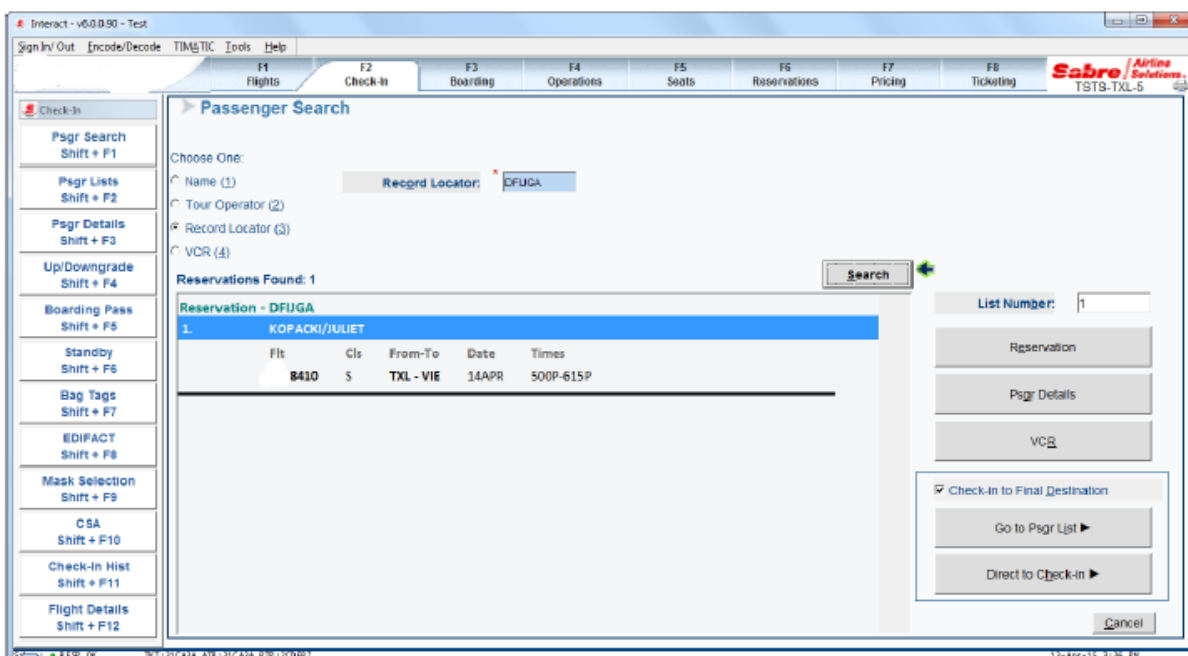 Interact - v6.0.0.90 - Test
Sign In/ Out Encode/Decode TIMATIC Tools Help
F1 F2 F3 F4 F5 F6 F7 F8
Flights Check-In Boarding Operations Seats Reservations Pricing Ticketing
Sabre Airline Solutions.
TSTS-TXL-5
Check-In
Passenger Search
Psgr Search
Shift + F1
Psgr Lists
Shift + F2
Psgr Details
Shift + F3
Up/Downgrade
Shift + F4
Boarding Pass
Shift + F5
Standby
Shift + F6
Bag Tags
Shift + F7
EDIFACT
Shift + F8
Mask Selection
Shift + F9
CSA
Shift + F10
Check-In Hist
Shift + F11
Flight Details
Shift + F12
Choose One:
Name (1)
Record Locator: * DFUGA
Tour Operator (2)
Record Locator (3)
VCR (4)
Reservations Found: 1
Search
Reservation - DFUGA
1. KOPACKI/JULIET
Flt Cls From-To Date Times
8410 S TXL - VIE 14APR 500P-615P
List Number: 1
Reservation
Psgr Details
VCR
Check-in to Final Destination
Go to Psgr List
Direct to Check-in
Cancel